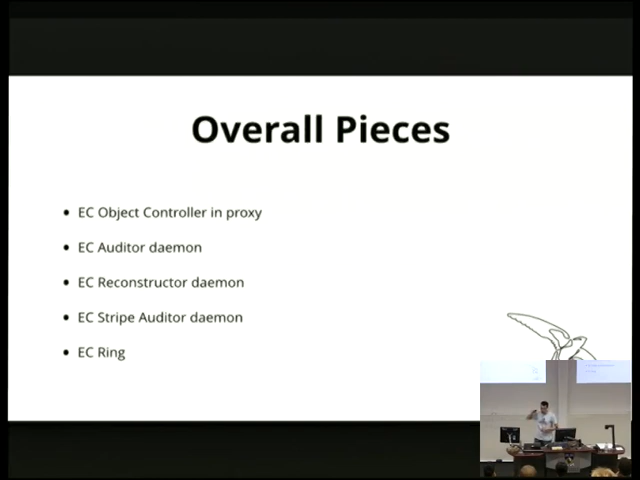 Overall Pieces
EC Object Controller in proxy
EC Auditor daemon
EC Reconstructor daemon
EC Stripe Auditor daemon
EC Ring